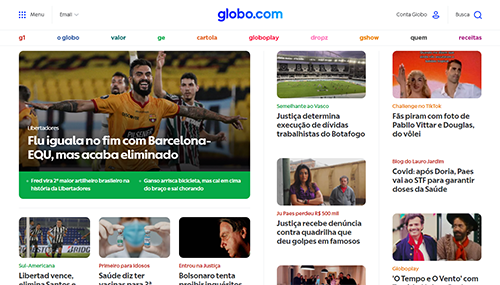 Menu
Email
globo.com
Conta Globo
Busca
g1
o globo
valor
ge
cartola
globoplay
dropz
gshow
quem
receitas
Libertadores
Flu iguala no fim com Barcelona-
EQU, mas acaba eliminado
Fred vira 2º maior artilheiro brasileiro na
história da Libertadores
Ganso arrisca bicicleta, mas cai em cima
do braço e sai chorando
Sul-Americana
Libertad vence,
elimina Santos e
Primeiro para Idosos
Saúde diz ter
vacinas para 3ª
Entrou na Justiça
Bolsonaro tenta
proibir inquéritos
Semelhante ao Vasco
Justiça determina
execução de dívidas
trabalhistas do Botafogo
Ju Paes perdeu R$ 500 mil
Justiça recebe denúncia
contra quadrilha que
deu golpes em famosos
Challenge no TikTok
Fãs piram com foto de
Pabllo Vittar e Douglas,
do vôlei
Blog do Lauro Jardim
Covid: após Doria, Paes
vai ao STF para garantir
doses da Saúde
Globoplay
'O Tempo e O Vento' com